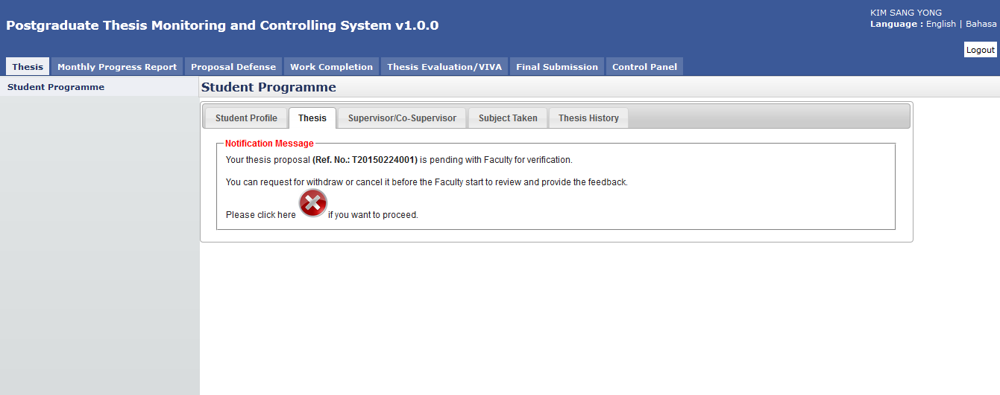 KIM SANG YONG
Postgraduate Thesis Monitoring and Controlling System v1.0.0
Language : English | Bahasa
Logout
Thesis Monthly Progress Report Proposal Defense Work Completion Thesis Evaluation/VIVA Final Submission Control Panel
Student Programme
Student Programme
Student Profile Thesis Supervisor/Co-Supervisor Subject Taken Thesis History
Notification Message
Your thesis proposal (Ref. No.: T20150224001) is pending with Faculty for verification.
You can request for withdraw or cancel it before the Faculty start to review and provide the feedback.
Please click here if you want to proceed.